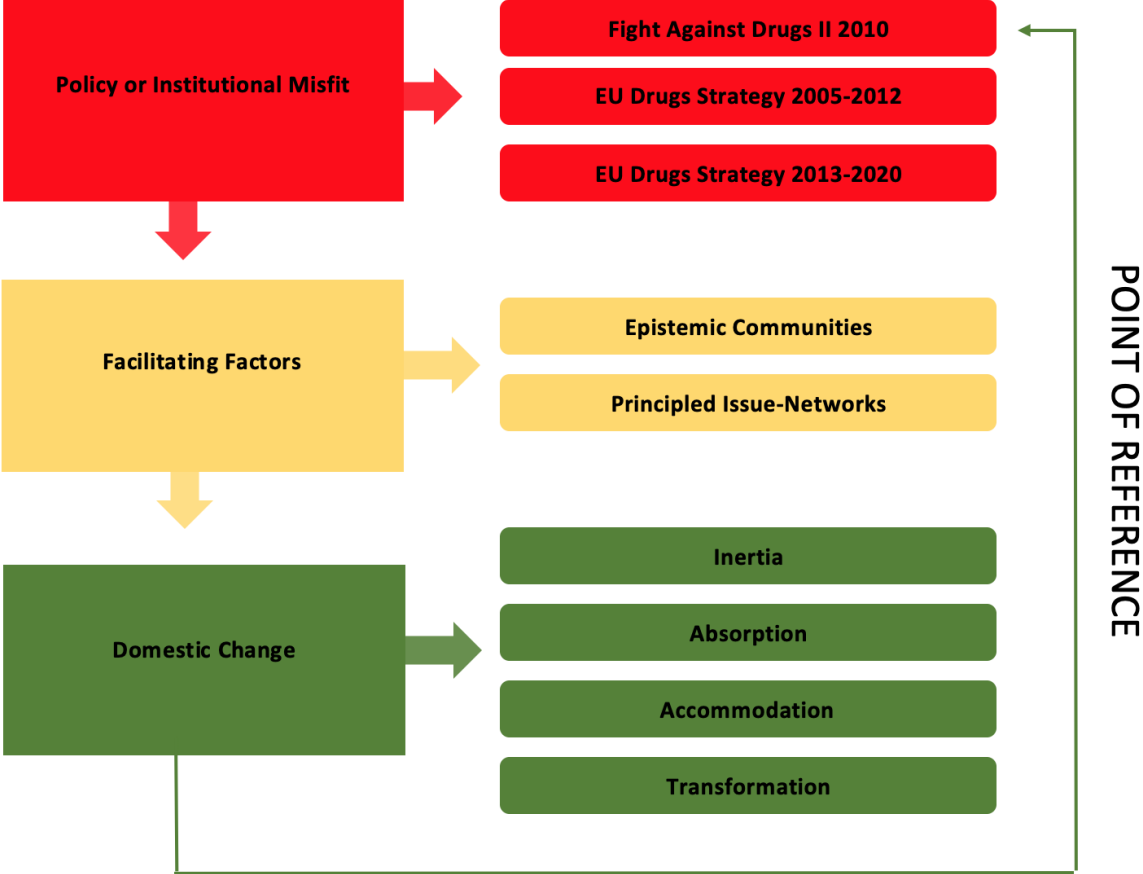 Policy or Institutional Misfit
Fight Against Drugs II 2010
EU Drugs Strategy 2005-2012
EU Drugs Strategy 2013-2020
Facilitating Factors
Epistemic Communities
Principled Issue-Networks
Domestic Change
Inertia
Absorption
Accommodation
Transformation
POINT OF REFERENCE